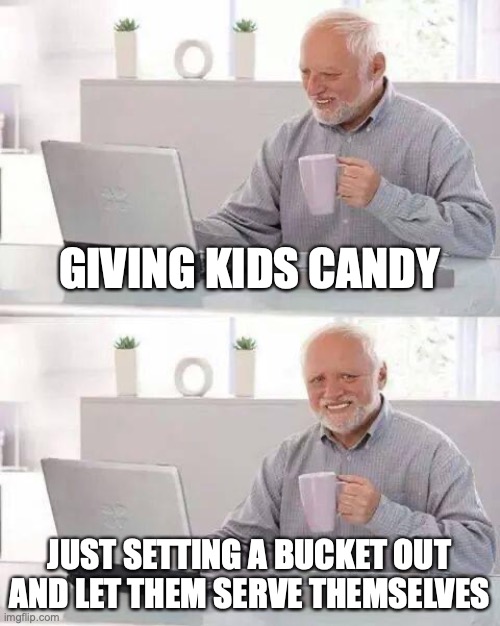 GIVING KIDS CANDY
JUST SETTING A BUCKET OUT
AND LET THEM SERVE THEMSELVES
imgflip.com